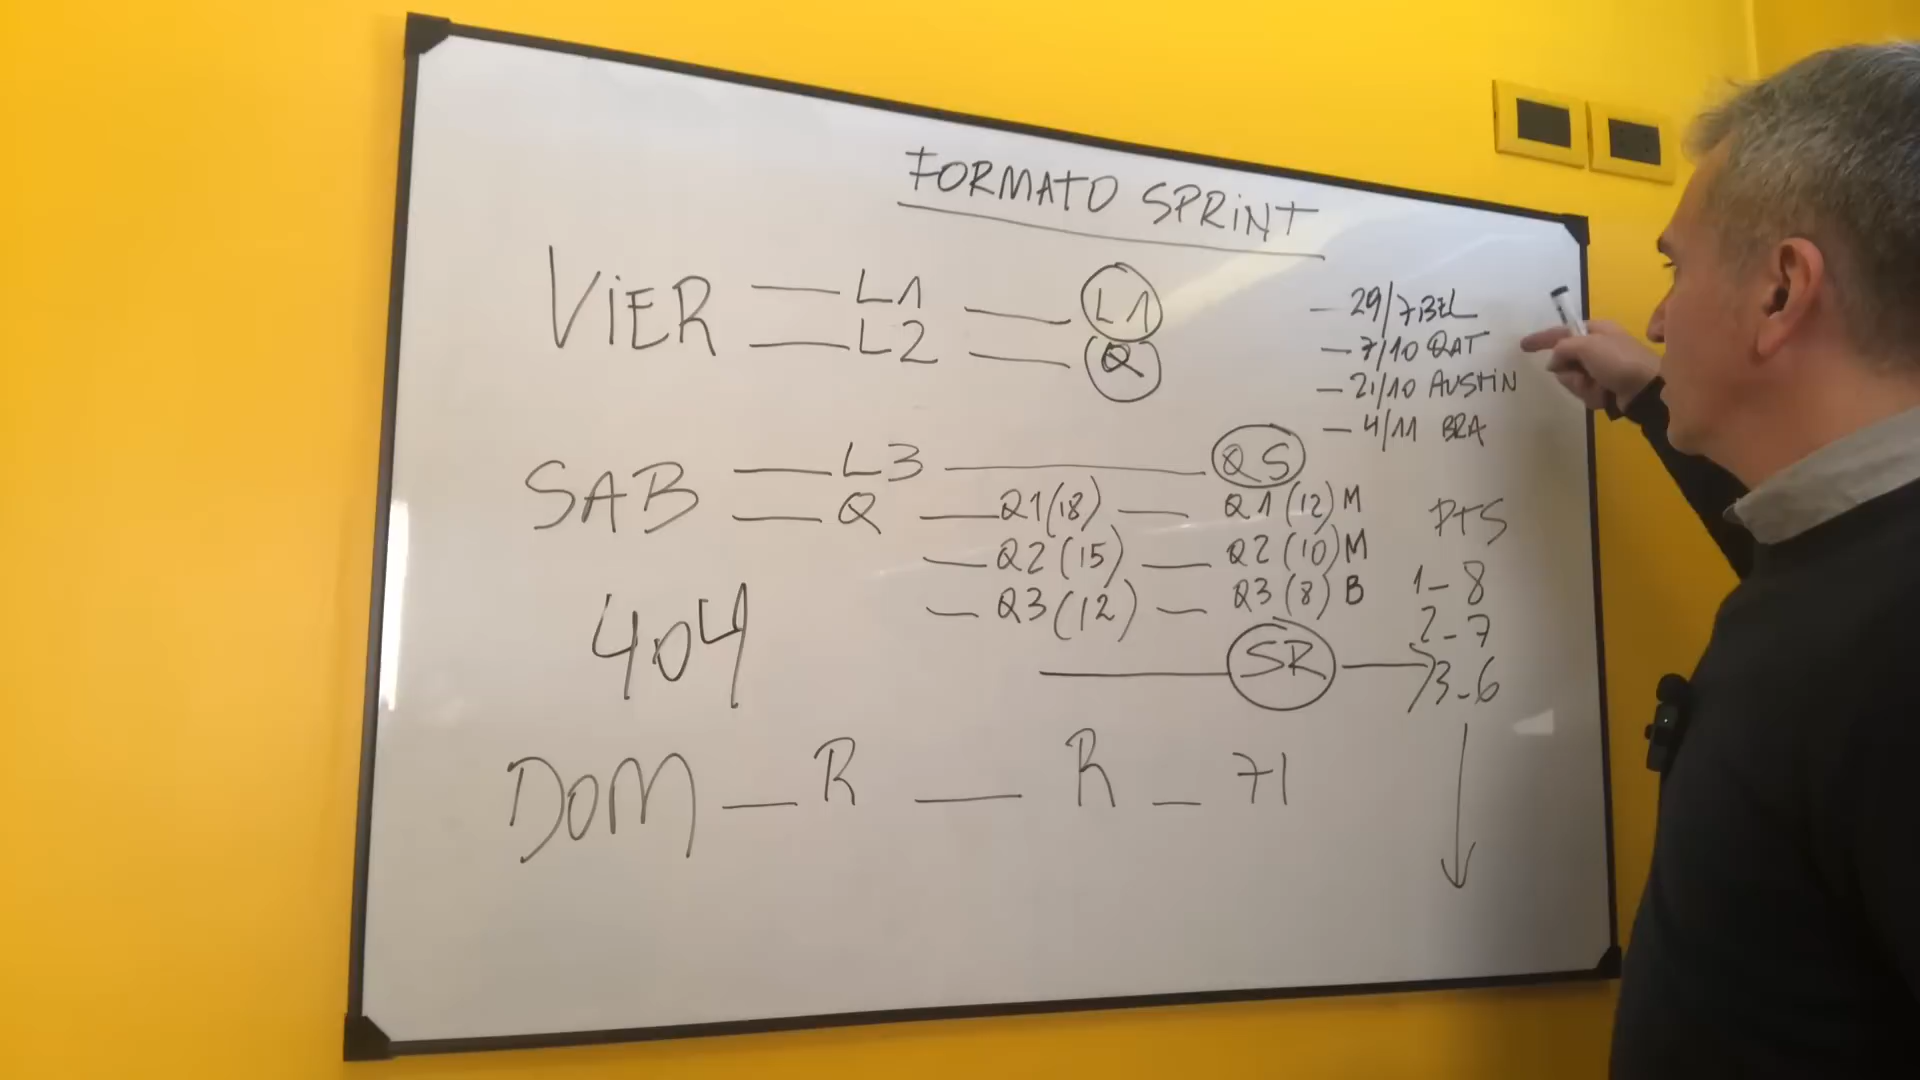 FORMATO SPRINT
VIER — L1 — L1
— L2 — Q
— 29/7 BEL
— 7/10 QAT
— 21/10 AUSTIN
— 4/11 BRA
SAB — L3 — QS
— Q — Q1 (18) — Q1 (12) M
— Q2 (15) — Q2 (10) M
— Q3 (12) — Q3 (8) B
404
— SR →
PTS
1-8
2-7
3-6
DOM — R — R — 71